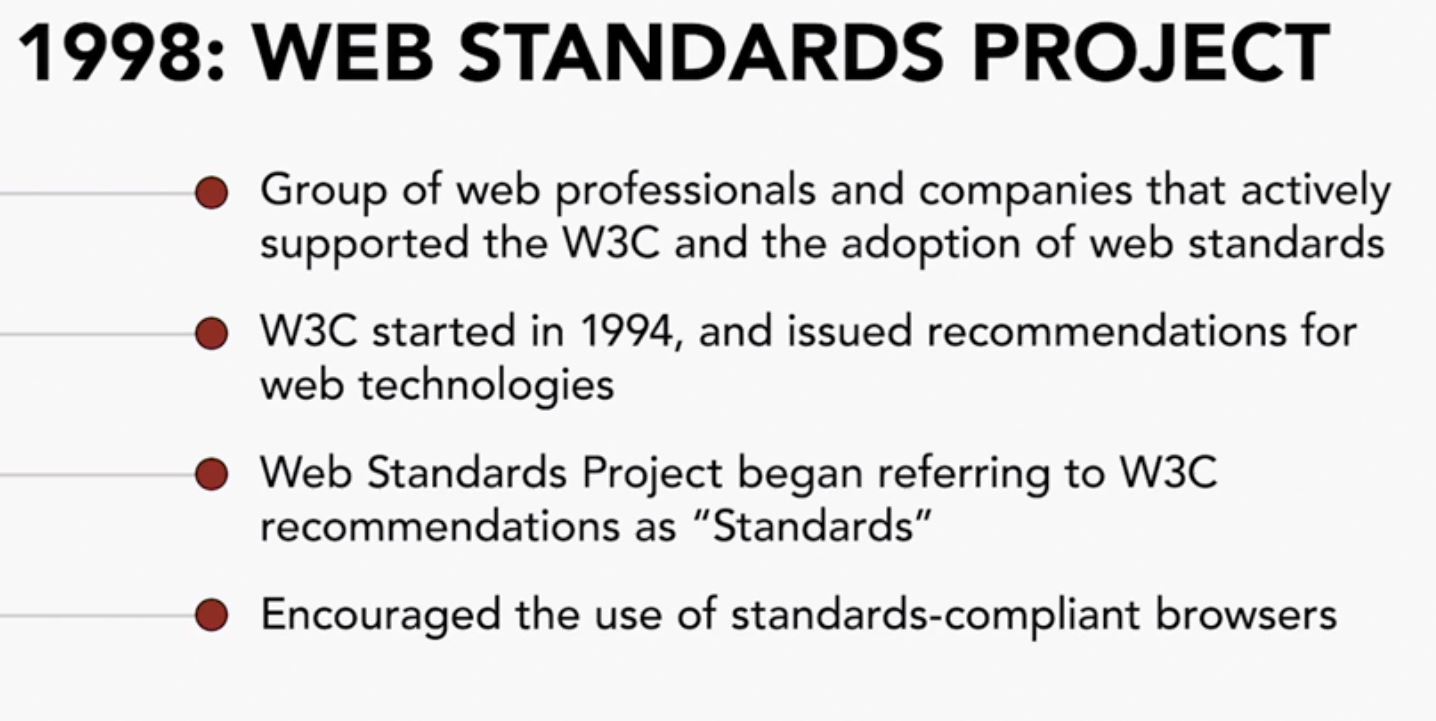 1998: WEB STANDARDS PROJECT
Group of web professionals and companies that actively
supported the W3C and the adoption of web standards
W3C started in 1994, and issued recommendations for
web technologies
Web Standards Project began referring to W3C
recommendations as “Standards”
Encouraged the use of standards-compliant browsers